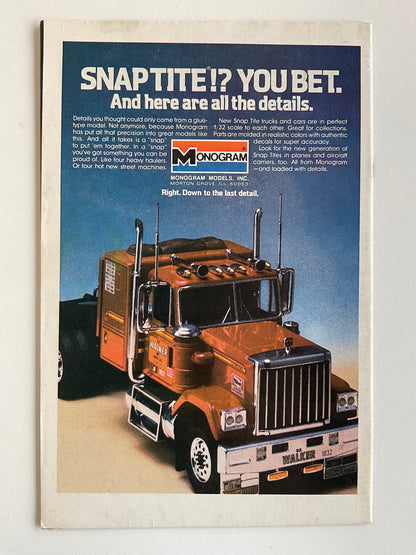 SNAP TITE!? YOU BET.
And here are all the details.
Details you thought could only come from a glue-
type model. Not anymore, because Monogram
has put all that precision into great models like
this. And all it takes is a "snap"
to put 'em together. In a "snap"
you've got something you can be
proud of. Like four heavy haulers.
Or four hot new street machines.
New Snap Tite trucks and cars are in perfect
1/32 scale to each other. Great for collections.
Parts are molded in realistic colors with authentic
decals for super accuracy.
Look for the new generation of
Snap Tites in planes and aircraft
carriers, too. All from Monogram
—and loaded with details.
MONOGRAM
MONOGRAM MODELS, INC.
MORTON GROVE, ILL. 60053
Right. Down to the last detail.
WALKER
WALKER 1832